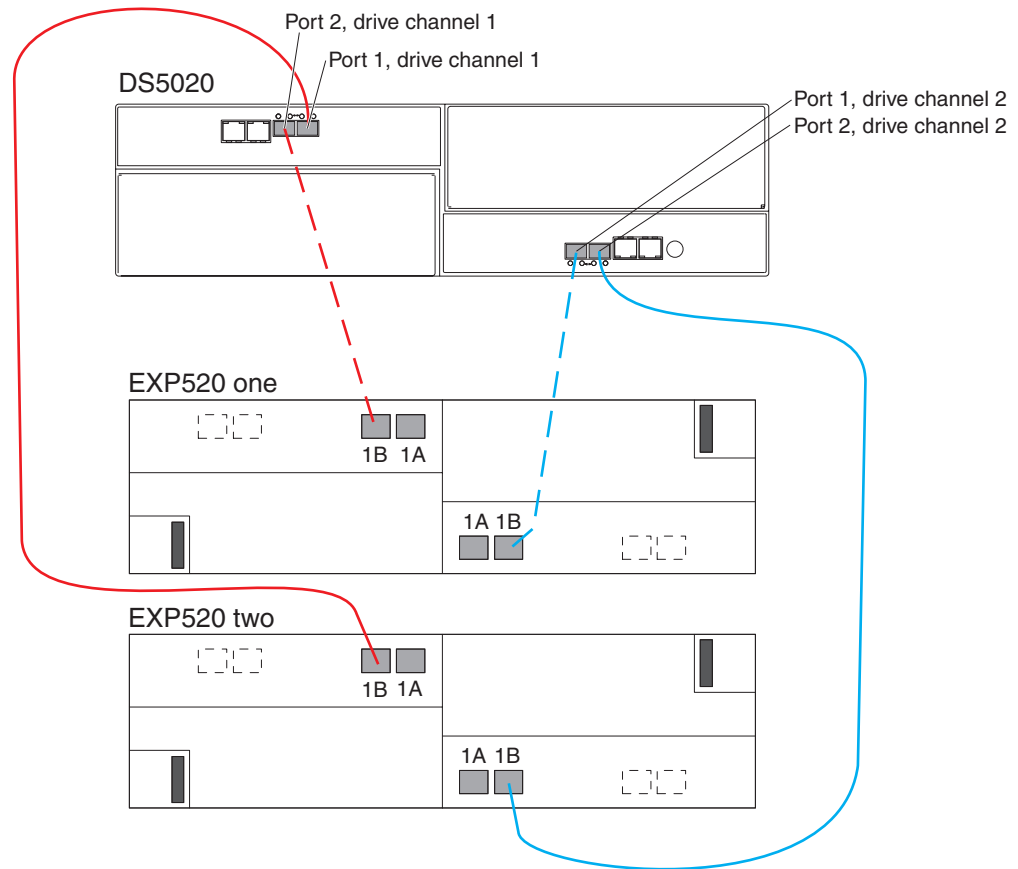 Port 2, drive channel 1
Port 1, drive channel 1
DS5020
Port 1, drive channel 2
Port 2, drive channel 2
EXP520 one
1B 1A
1A 1B
EXP520 two
1B 1A
1A 1B